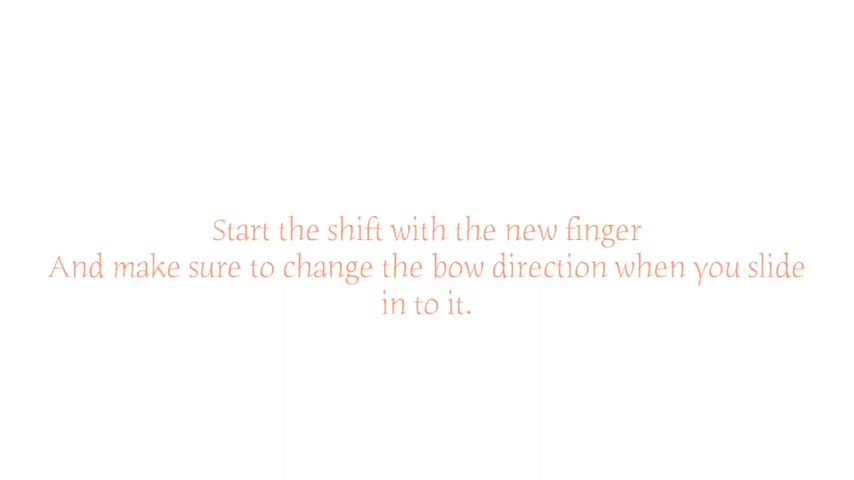 Start the shift with the new finger
And make sure to change the bow direction when you slide
in to it.